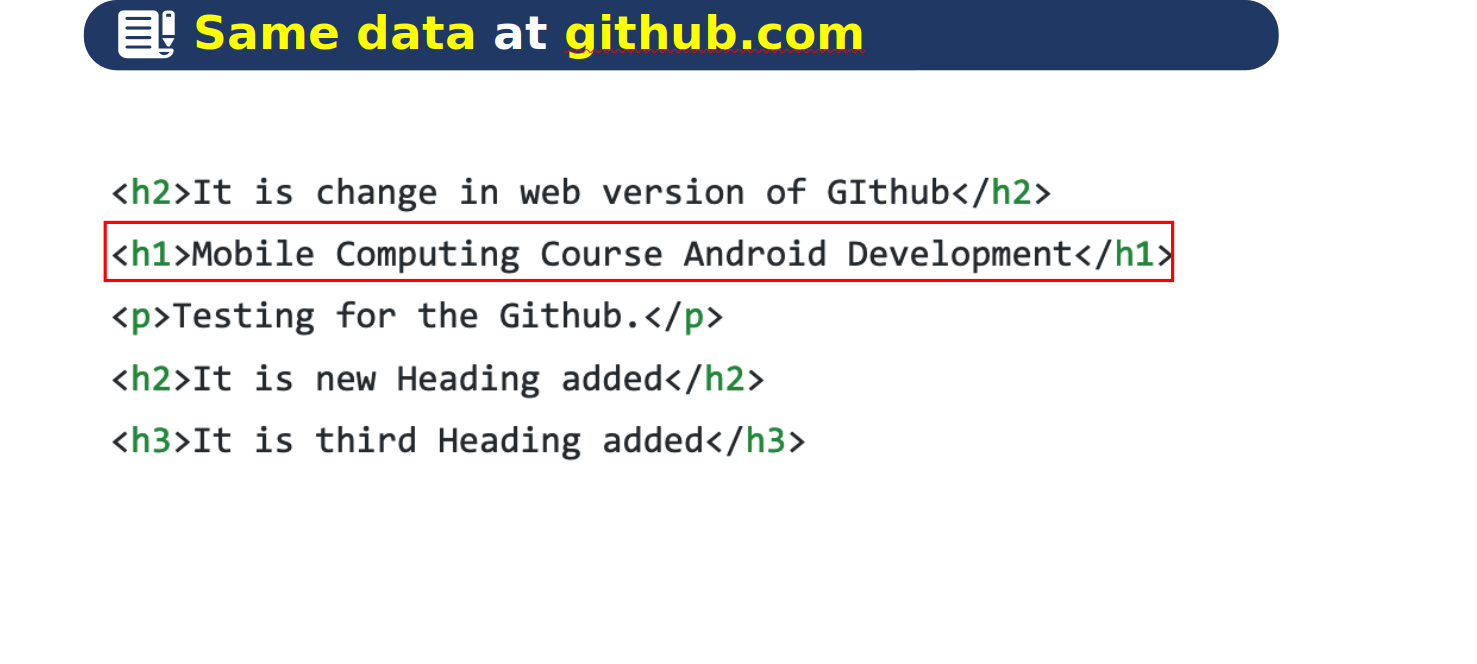 Same data at github.com
<h2>It is change in web version of GIthub</h2>
<h1>Mobile Computing Course Android Development</h1>
<p>Testing for the Github.</p>
<h2>It is new Heading added</h2>
<h3>It is third Heading added</h3>